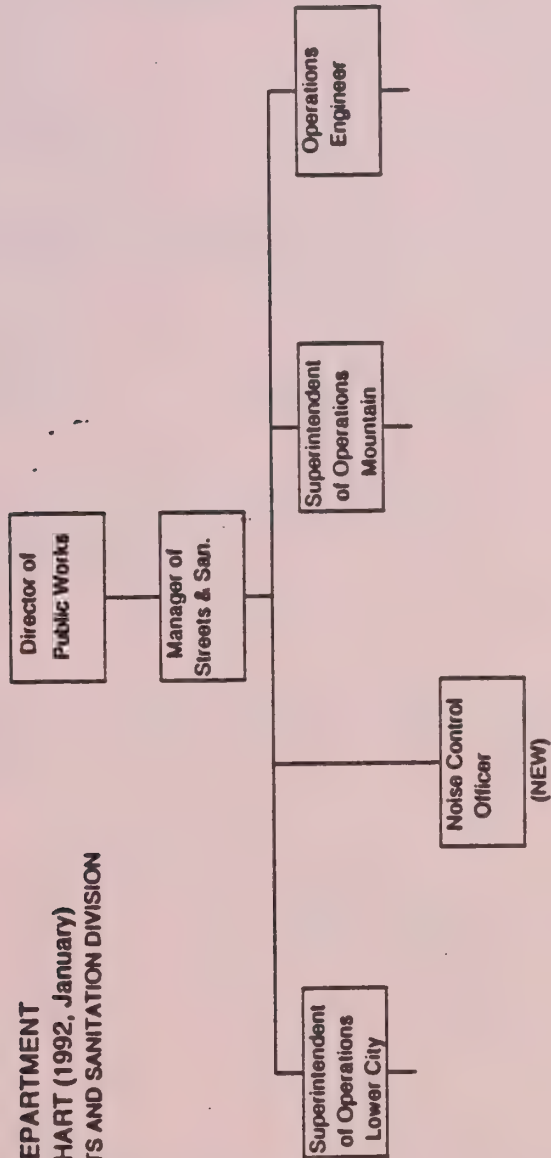 EPARTMENT
HART (1992, January)
TS AND SANITATION DIVISION
Director of
Public Works
Manager of
Streets & San.
Superintendent
of Operations
Lower City
Noise Control
Officer
(NEW)
Superintendent
of Operations
Mountain
Operations
Engineer